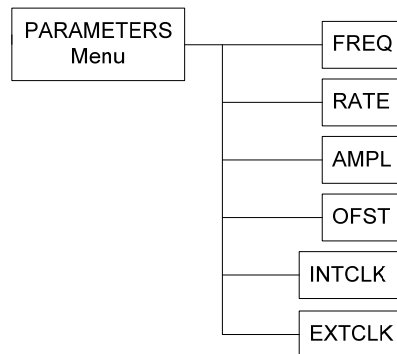 PARAMETERS
Menu
FREQ
RATE
AMPL
OFST
INTCLK
EXTCLK